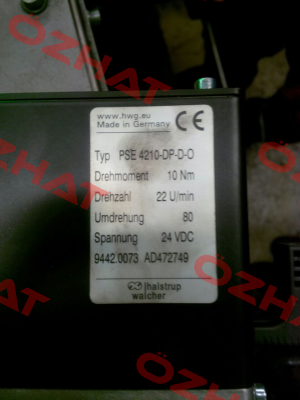 www.hwg.eu
Made in Germany CE
Typ PSE 4210-DP-D-O
Drehmoment 10 Nm
Drehzahl 22 U/min
Umdrehung 80
Spannung 24 VDC
9442.0073 AD472749
halstrup
walcher
OZHAT
OZHAT
OZHAT
OZHAT
OZHAT